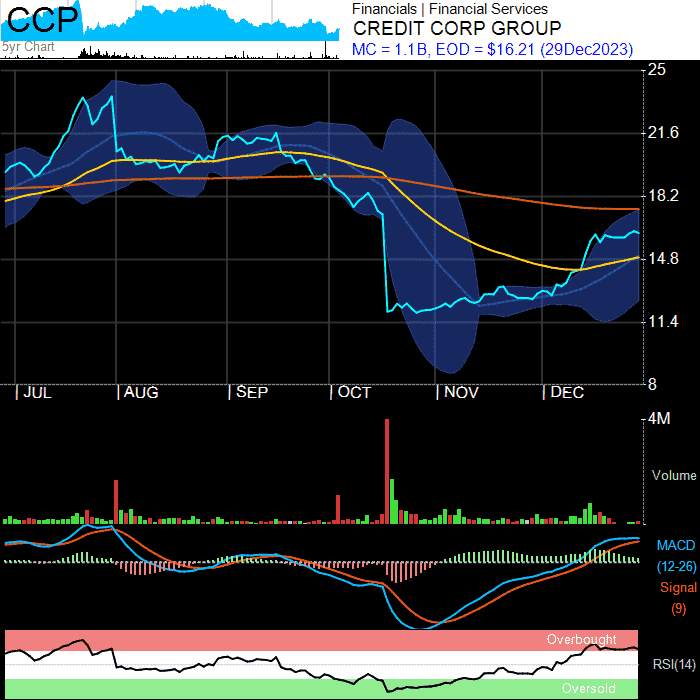 CCP
5yr Chart
Financials | Financial Services
CREDIT CORP GROUP
MC = 1.1B, EOD = $16.21 (29Dec2023)
25
21.6
18.2
14.8
11.4
8
JUL AUG SEP OCT NOV DEC
4M
Volume
MACD
(12-26)
Signal
(9)
Overbought
RSI(14)
Oversold